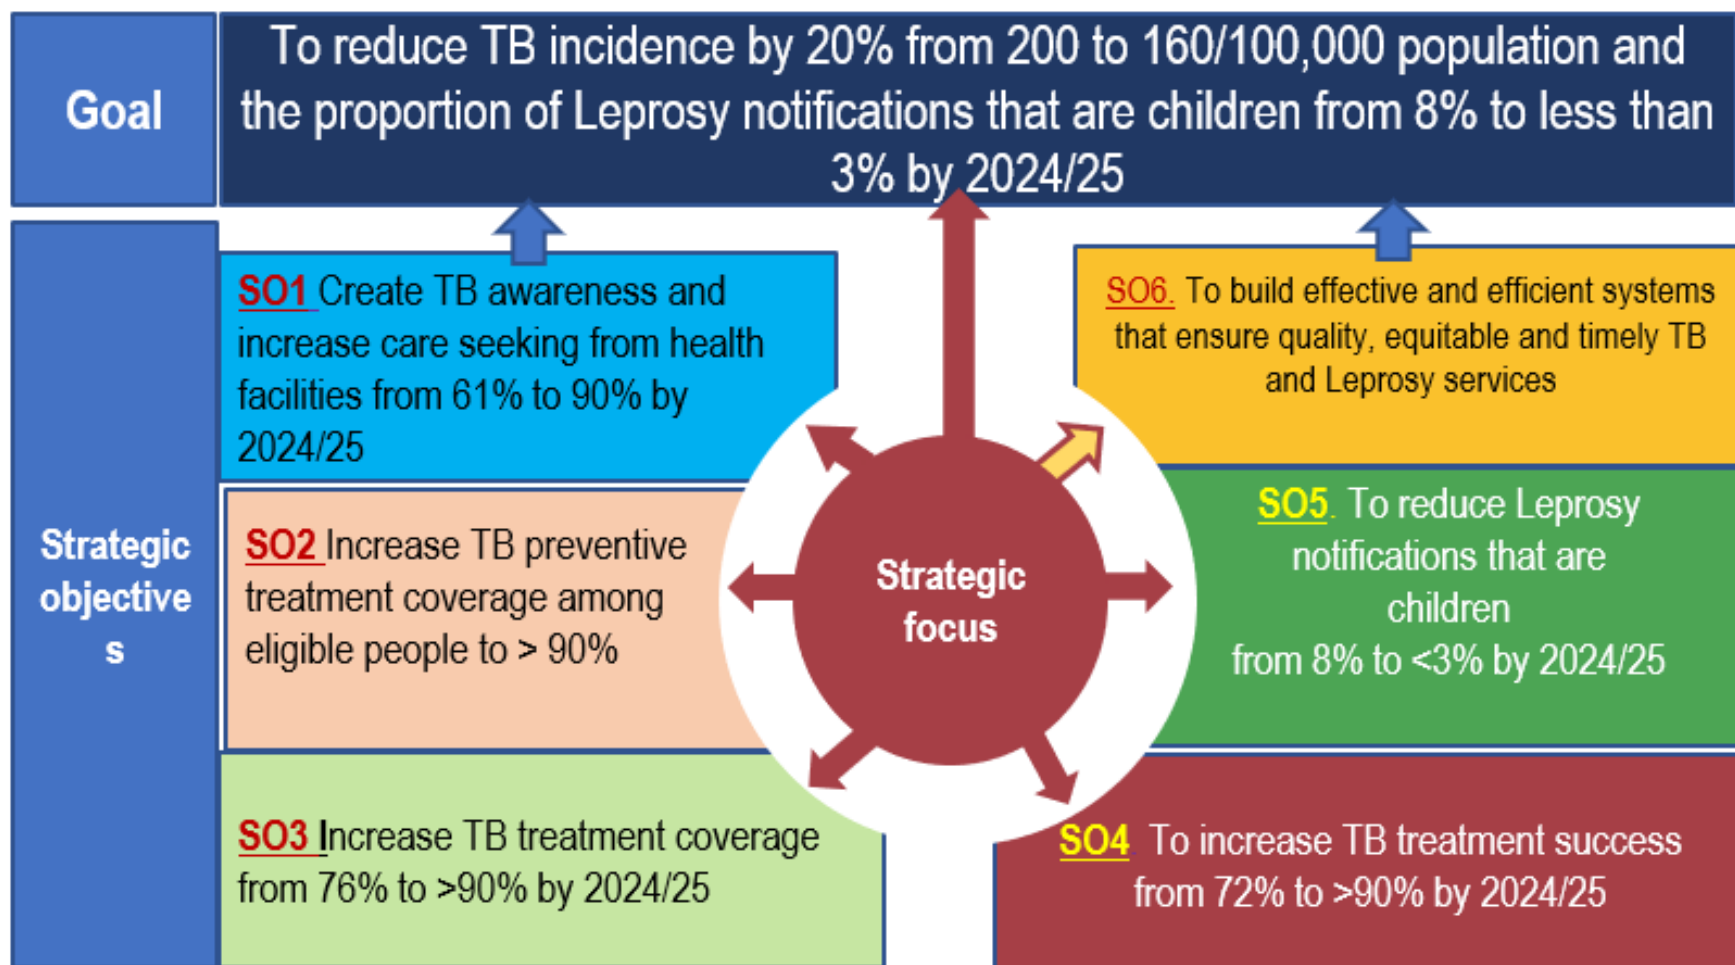 Goal
To reduce TB incidence by 20% from 200 to 160/100,000 population and
the proportion of Leprosy notifications that are children from 8% to less than
3% by 2024/25
Strategic
objective
s
SO1 Create TB awareness and
increase care seeking from health
facilities from 61% to 90% by
2024/25
SO2 Increase TB preventive
treatment coverage among
eligible people to > 90%
SO3 Increase TB treatment coverage
from 76% to >90% by 2024/25
Strategic
focus
SO6. To build effective and efficient systems
that ensure quality, equitable and timely TB
and Leprosy services
SO5. To reduce Leprosy
notifications that are
children
from 8% to <3% by 2024/25
SO4 To increase TB treatment success
from 72% to >90% by 2024/25